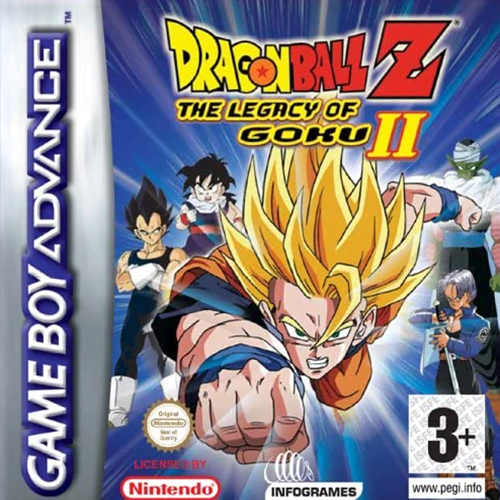 GAME BOY ADVANCE
DRAGON BALL Z
THE LEGACY OF
GOKU II
Original
Nintendo
Seal of
Quality
LICENSED BY
Nintendo
INFOGRAMES
3+
www.pegi.info
TM